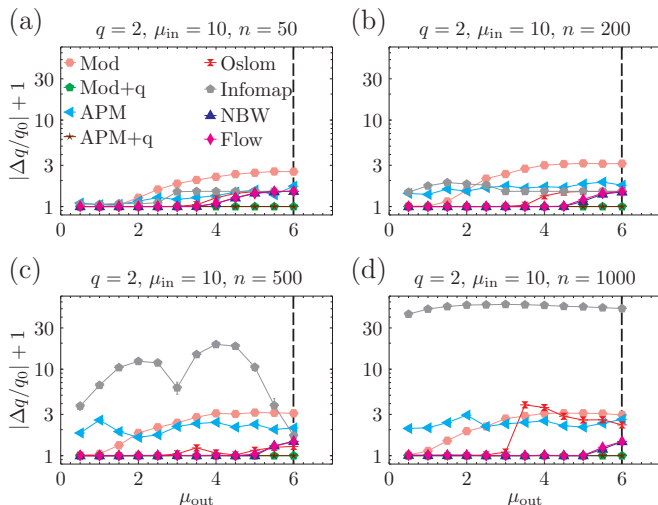 (a) q = 2, μin = 10, n = 50
(b) q = 2, μin = 10, n = 200
|Δq/q0| + 1
30
10
3
1
Mod
Mod+q
APM
APM+q
Oslom
Infomap
NBW
Flow
0 2 4 6
30
10
3
1
0 2 4 6
(c) q = 2, μin = 10, n = 500
(d) q = 2, μin = 10, n = 1000
|Δq/q0| + 1
30
10
3
1
0 2 4 6
μout
30
10
3
1
0 2 4 6
μout